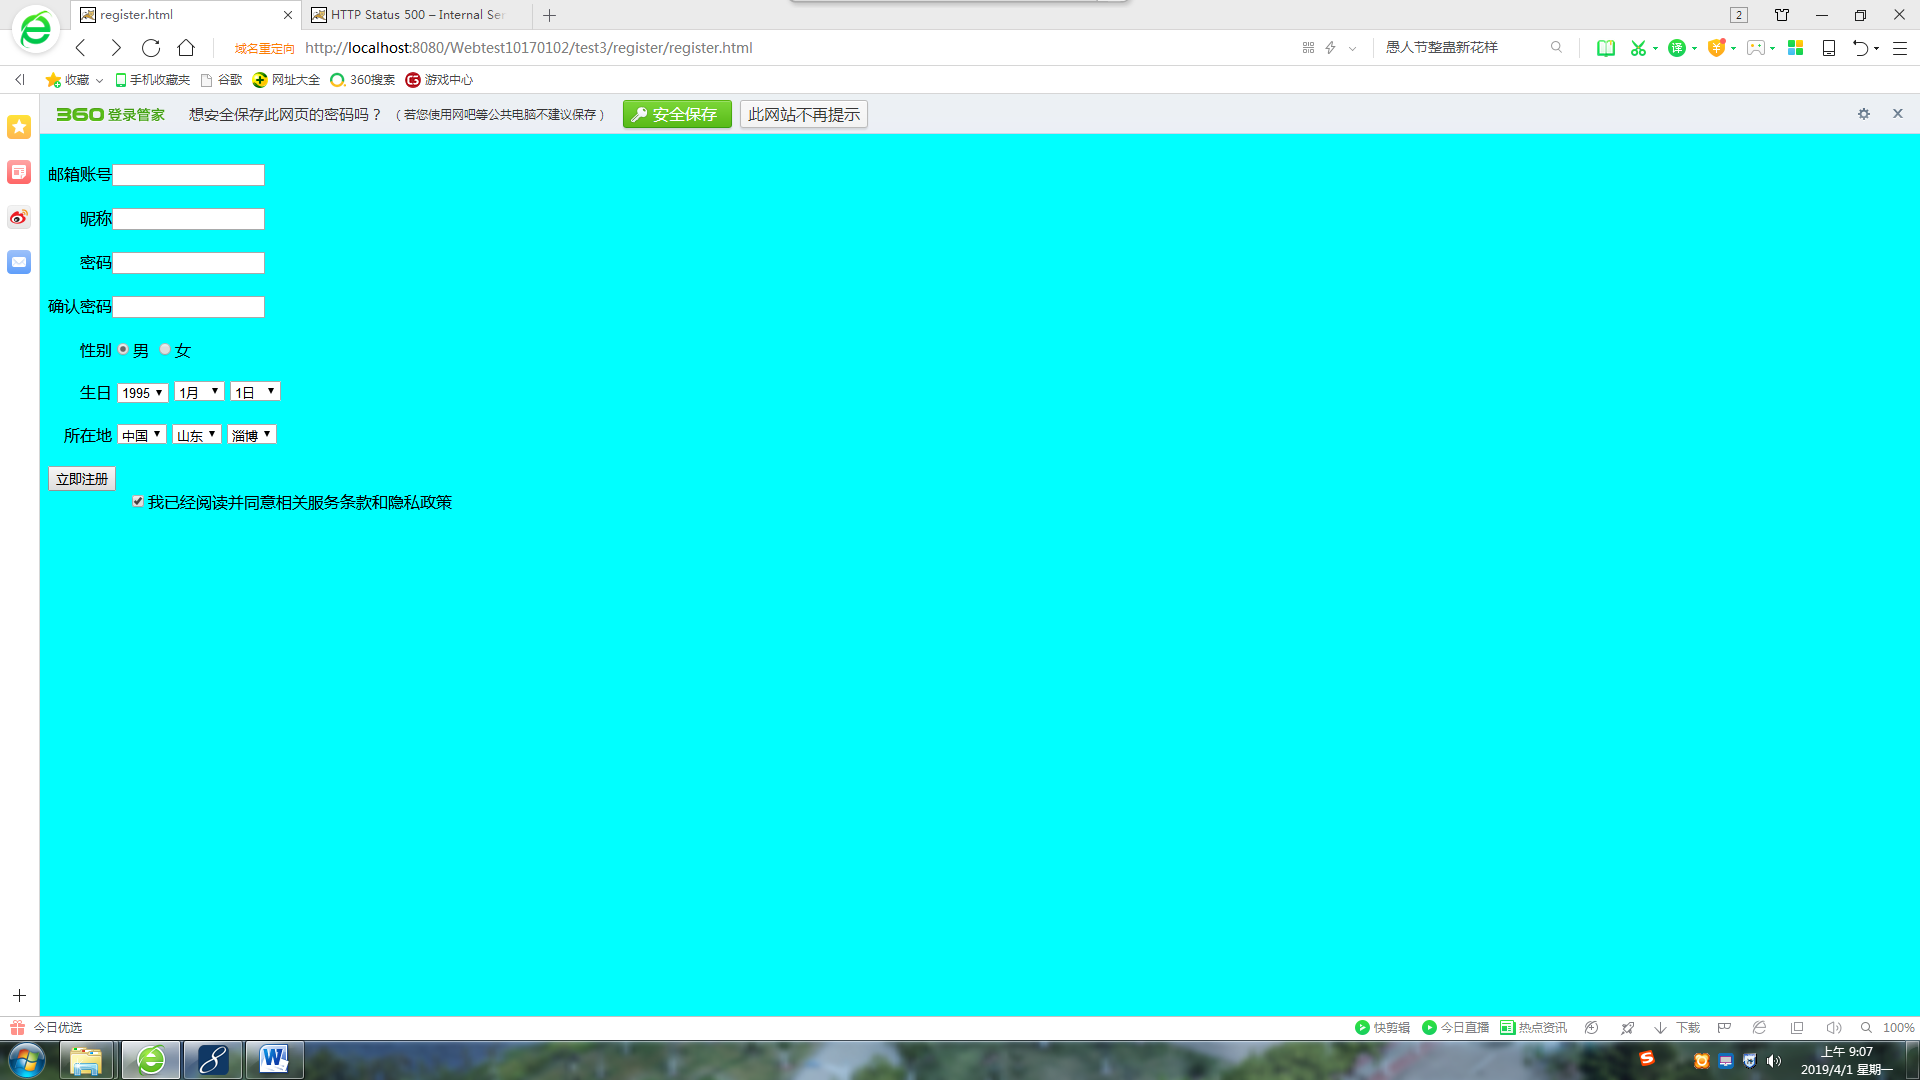 register.html
HTTP Status 500 – Internal Ser
2
域名重定向 http://localhost:8080/Webtest10170102/test3/register/register.html
愚人节整蛊新花样
收藏 手机收藏夹 谷歌 网址大全 360搜索 游戏中心
360 登录管家 想安全保存此网页的密码吗？ （若您使用网吧等公共电脑不建议保存） 安全保存 此网站不再提示
邮箱账号
昵称
密码
确认密码
性别 男 女
生日 1995 1月 1日
所在地 中国 山东 淄博
立即注册
我已经阅读并同意相关服务条款和隐私政策
今日优选 快剪辑 今日直播 热点资讯 下载 100%
上午 9:07
2019/4/1 星期一